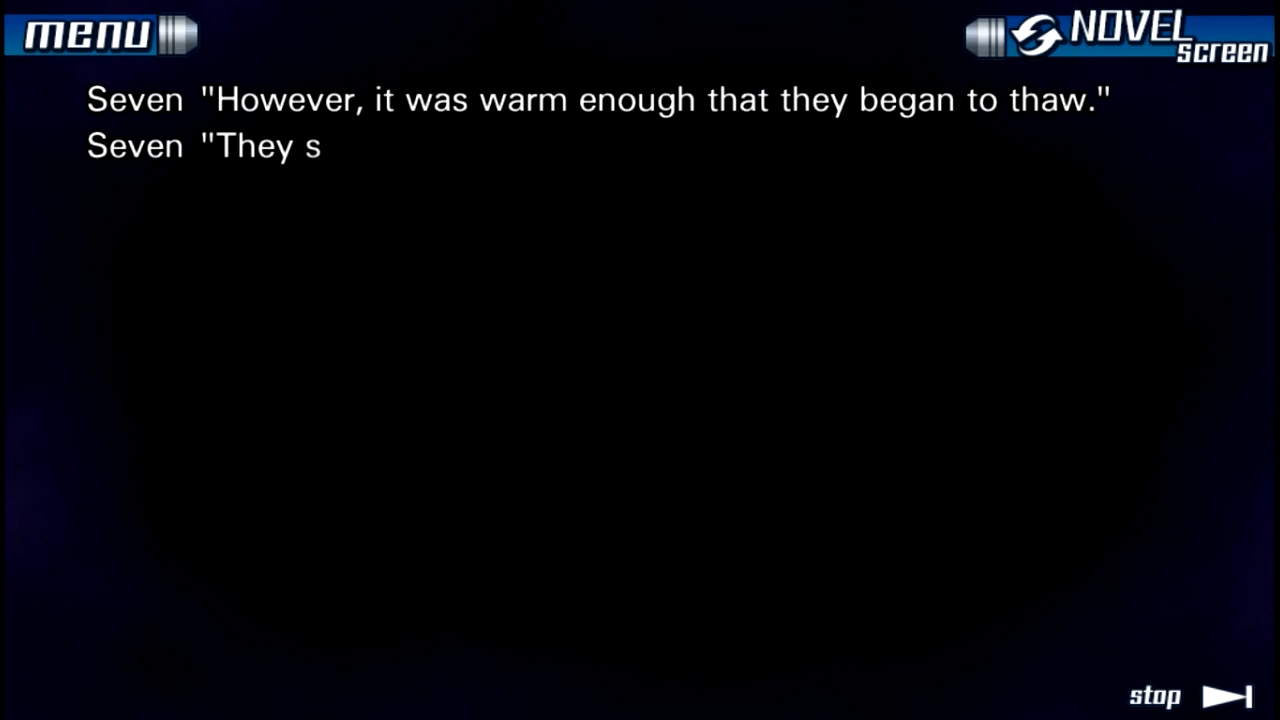 menu
NOVEL
screen
Seven "However, it was warm enough that they began to thaw."
Seven "They s
stop